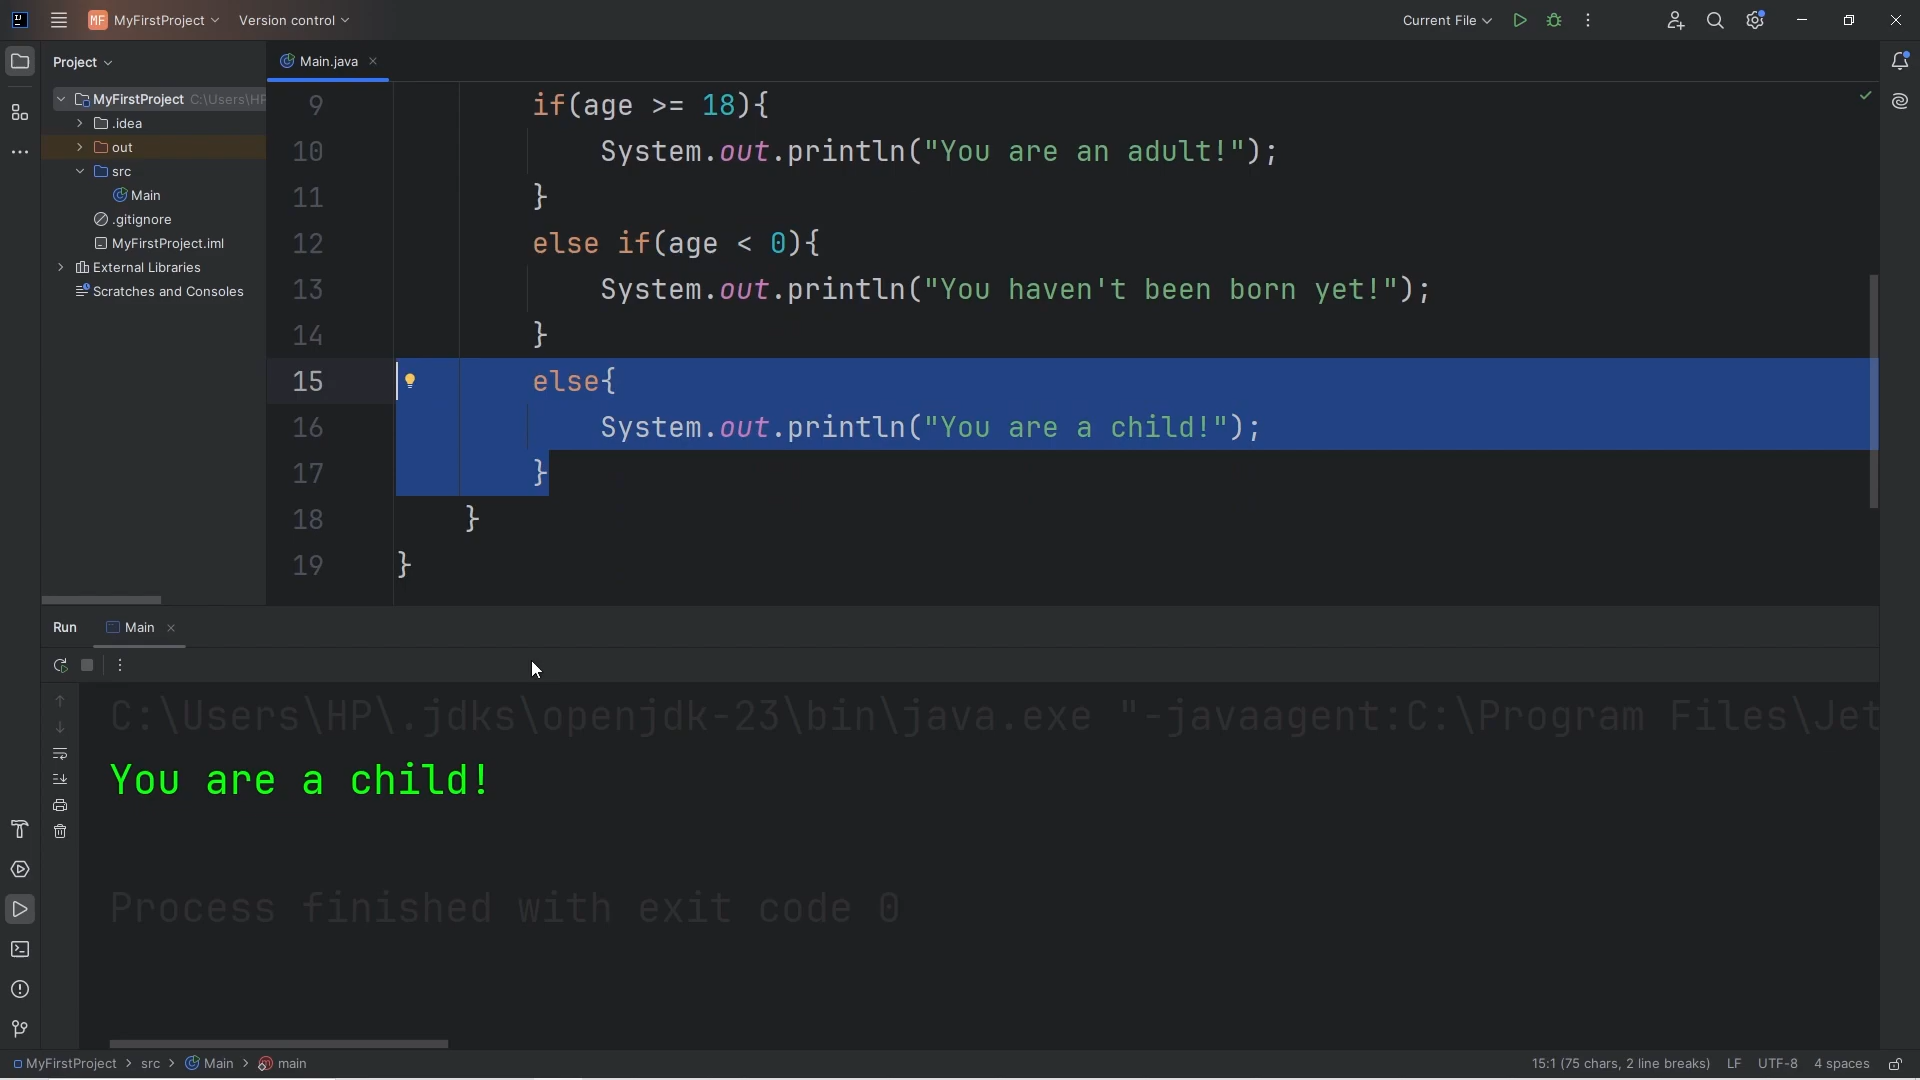 MF MyFirstProject
Version control
Current File
Project
Main.java
MyFirstProject C:\Users\HP
.idea
out
src
Main
.gitignore
MyFirstProject.iml
External Libraries
Scratches and Consoles
9 if(age >= 18){
10 System.out.println("You are an adult!");
11 }
12 else if(age < 0){
13 System.out.println("You haven't been born yet!");
14 }
15 else{
16 System.out.println("You are a child!");
17 }
18 }
19 }
Run
Main
C:\Users\HP\.jdks\openjdk-23\bin\java.exe "-javaagent:C:\Program Files\Jet
You are a child!
Process finished with exit code 0
MyFirstProject > src > Main > main
15:1 (75 chars, 2 line breaks) LF UTF-8 4 spaces